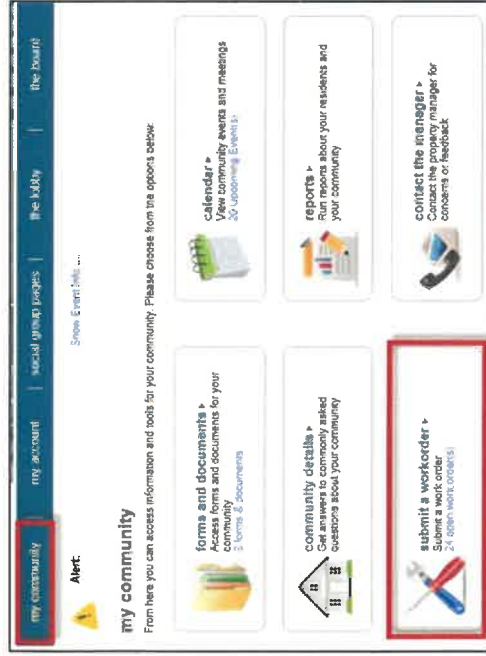 my community | my account | social group pages | the lobby | the board
Alert:
Snow Event Info
my community
From here you can access information and tools for your community. Please choose from the options below.
forms and documents ▸
Access forms and documents for your
community
forms & documents
calendar ▸
View community events and meetings
20 Upcoming Events
community details ▸
Get answers to commonly asked
questions about your community
reports ▸
Run reports about your residents and
your community
submit a workorder ▸
Submit a work order
24 open work orders
contact the manager ▸
Contact the property manager for
concerns or feedback